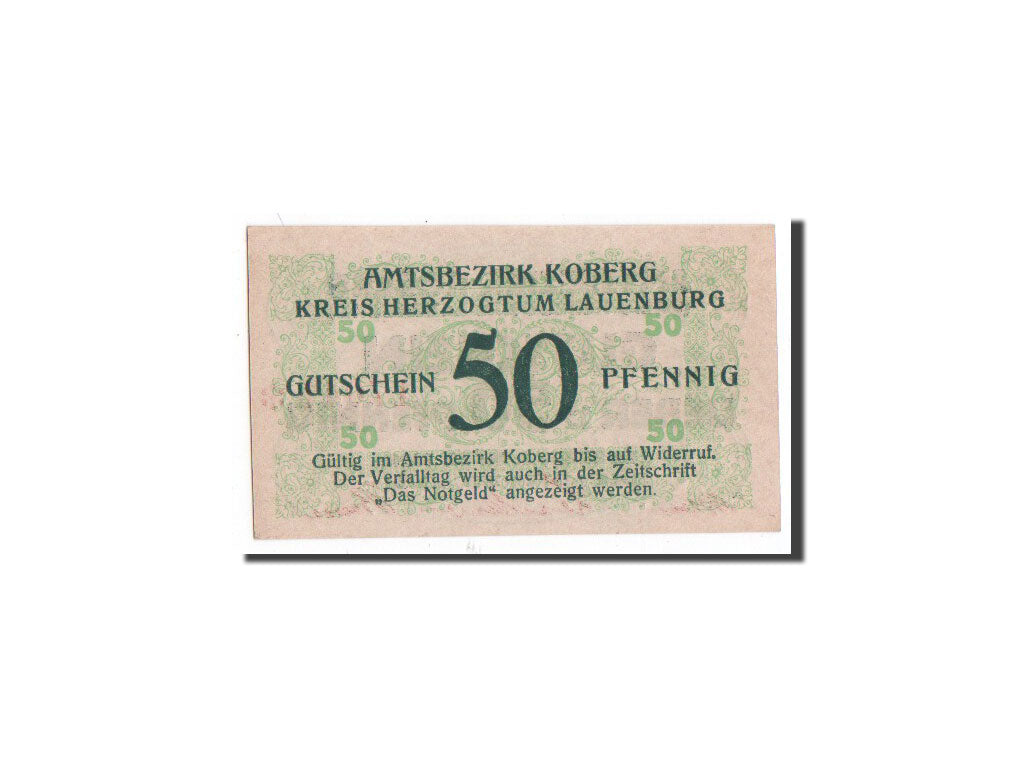 AMTSBEZIRK KOBERG
KREIS HERZOGTUM LAUENBURG
50 50
GUTSCHEIN 50 PFENNIG
50 50
Gültig im Amtsbezirk Koberg bis auf Widerruf.
Der Verfalltag wird auch in der Zeitschrift
„Das Notgeld“ angezeigt werden.